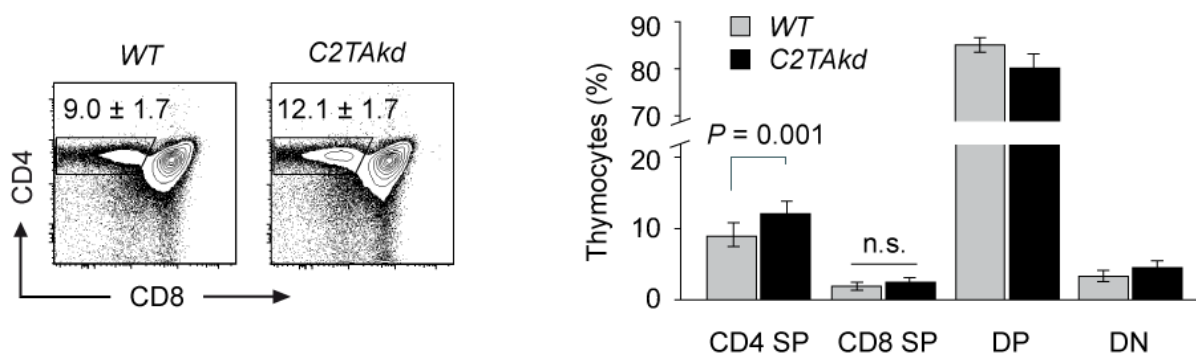 WT
C2TAkd
9.0 ± 1.7
12.1 ± 1.7
CD4
CD8
WT
C2TAkd
Thymocytes (%)
90
80
70
20
10
0
P = 0.001
n.s.
CD4 SP
CD8 SP
DP
DN